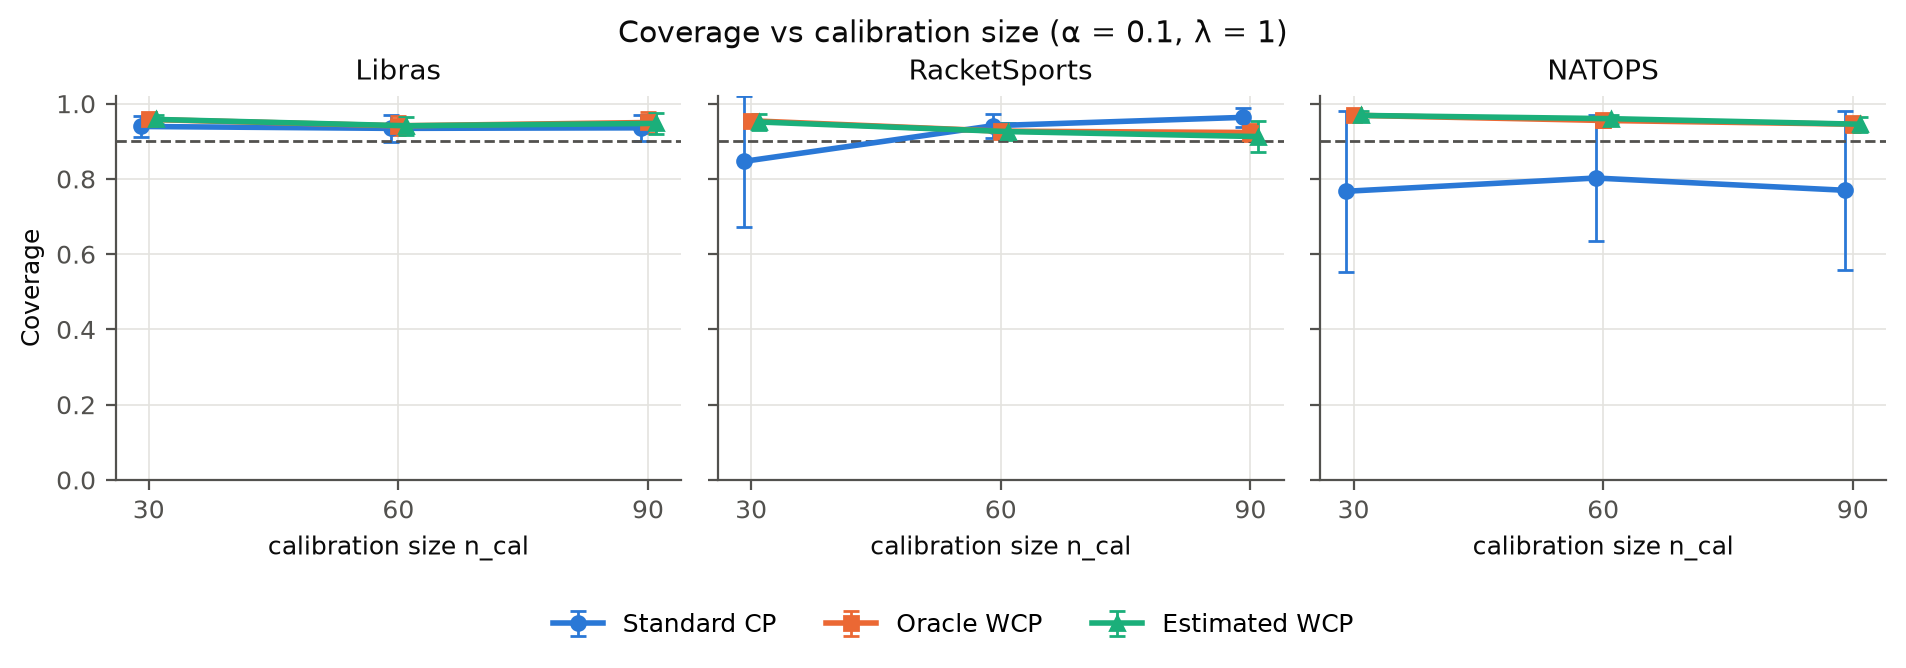 Coverage vs calibration size (α = 0.1, λ = 1)
Libras
RacketSports
NATOPS
Coverage
1.0
0.8
0.6
0.4
0.2
0.0
30 60 90
30 60 90
30 60 90
calibration size n_cal
calibration size n_cal
calibration size n_cal
Standard CP
Oracle WCP
Estimated WCP